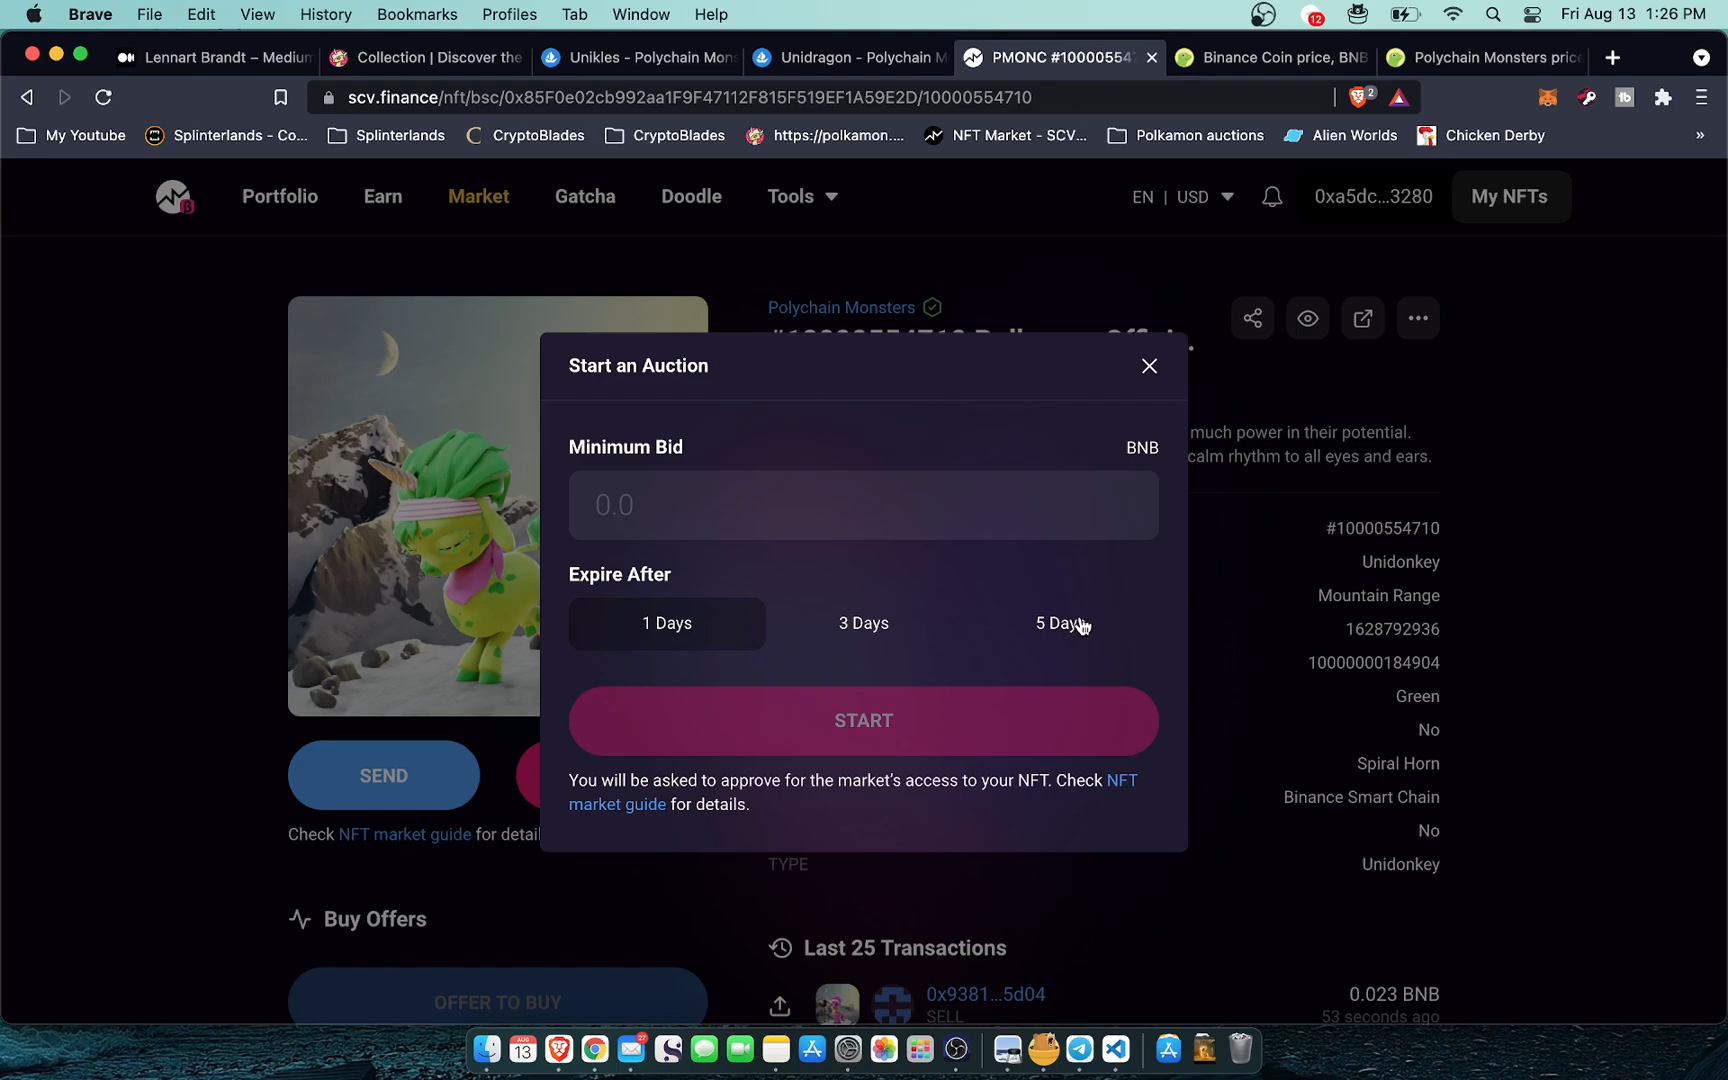 Brave File Edit View History Bookmarks Profiles Tab Window Help 12 Fri Aug 13 1:26 PM
Lennart Brandt – Medium Collection | Discover the Unikles - Polychain Mons Unidragon - Polychain M PMONC #10000554 Binance Coin price, BNB Polychain Monsters price
scv.finance/nft/bsc/0x85F0e02cb992aa1F9F47112F815F519EF1A59E2D/10000554710 2
My Youtube Splinterlands - Co... Splinterlands CryptoBlades CryptoBlades https://polkamon.... NFT Market - SCV... Polkamon auctions Alien Worlds Chicken Derby »
Portfolio Earn Market Gatcha Doodle Tools EN | USD 0xa5dc...3280 My NFTs
Polychain Monsters
Start an Auction
much power in their potential.
calm rhythm to all eyes and ears.
Minimum Bid BNB
0.0
Expire After
1 Days 3 Days 5 Days
START
You will be asked to approve for the market's access to your NFT. Check NFT
market guide for details.
#10000554710
Unidonkey
Mountain Range
1628792936
10000000184904
Green
No
Spiral Horn
Binance Smart Chain
No
TYPE Unidonkey
SEND
Check NFT market guide for detail
Buy Offers
OFFER TO BUY
Last 25 Transactions
0x9381...5d04 0.023 BNB
SELL 53 seconds ago
AUG
13
27